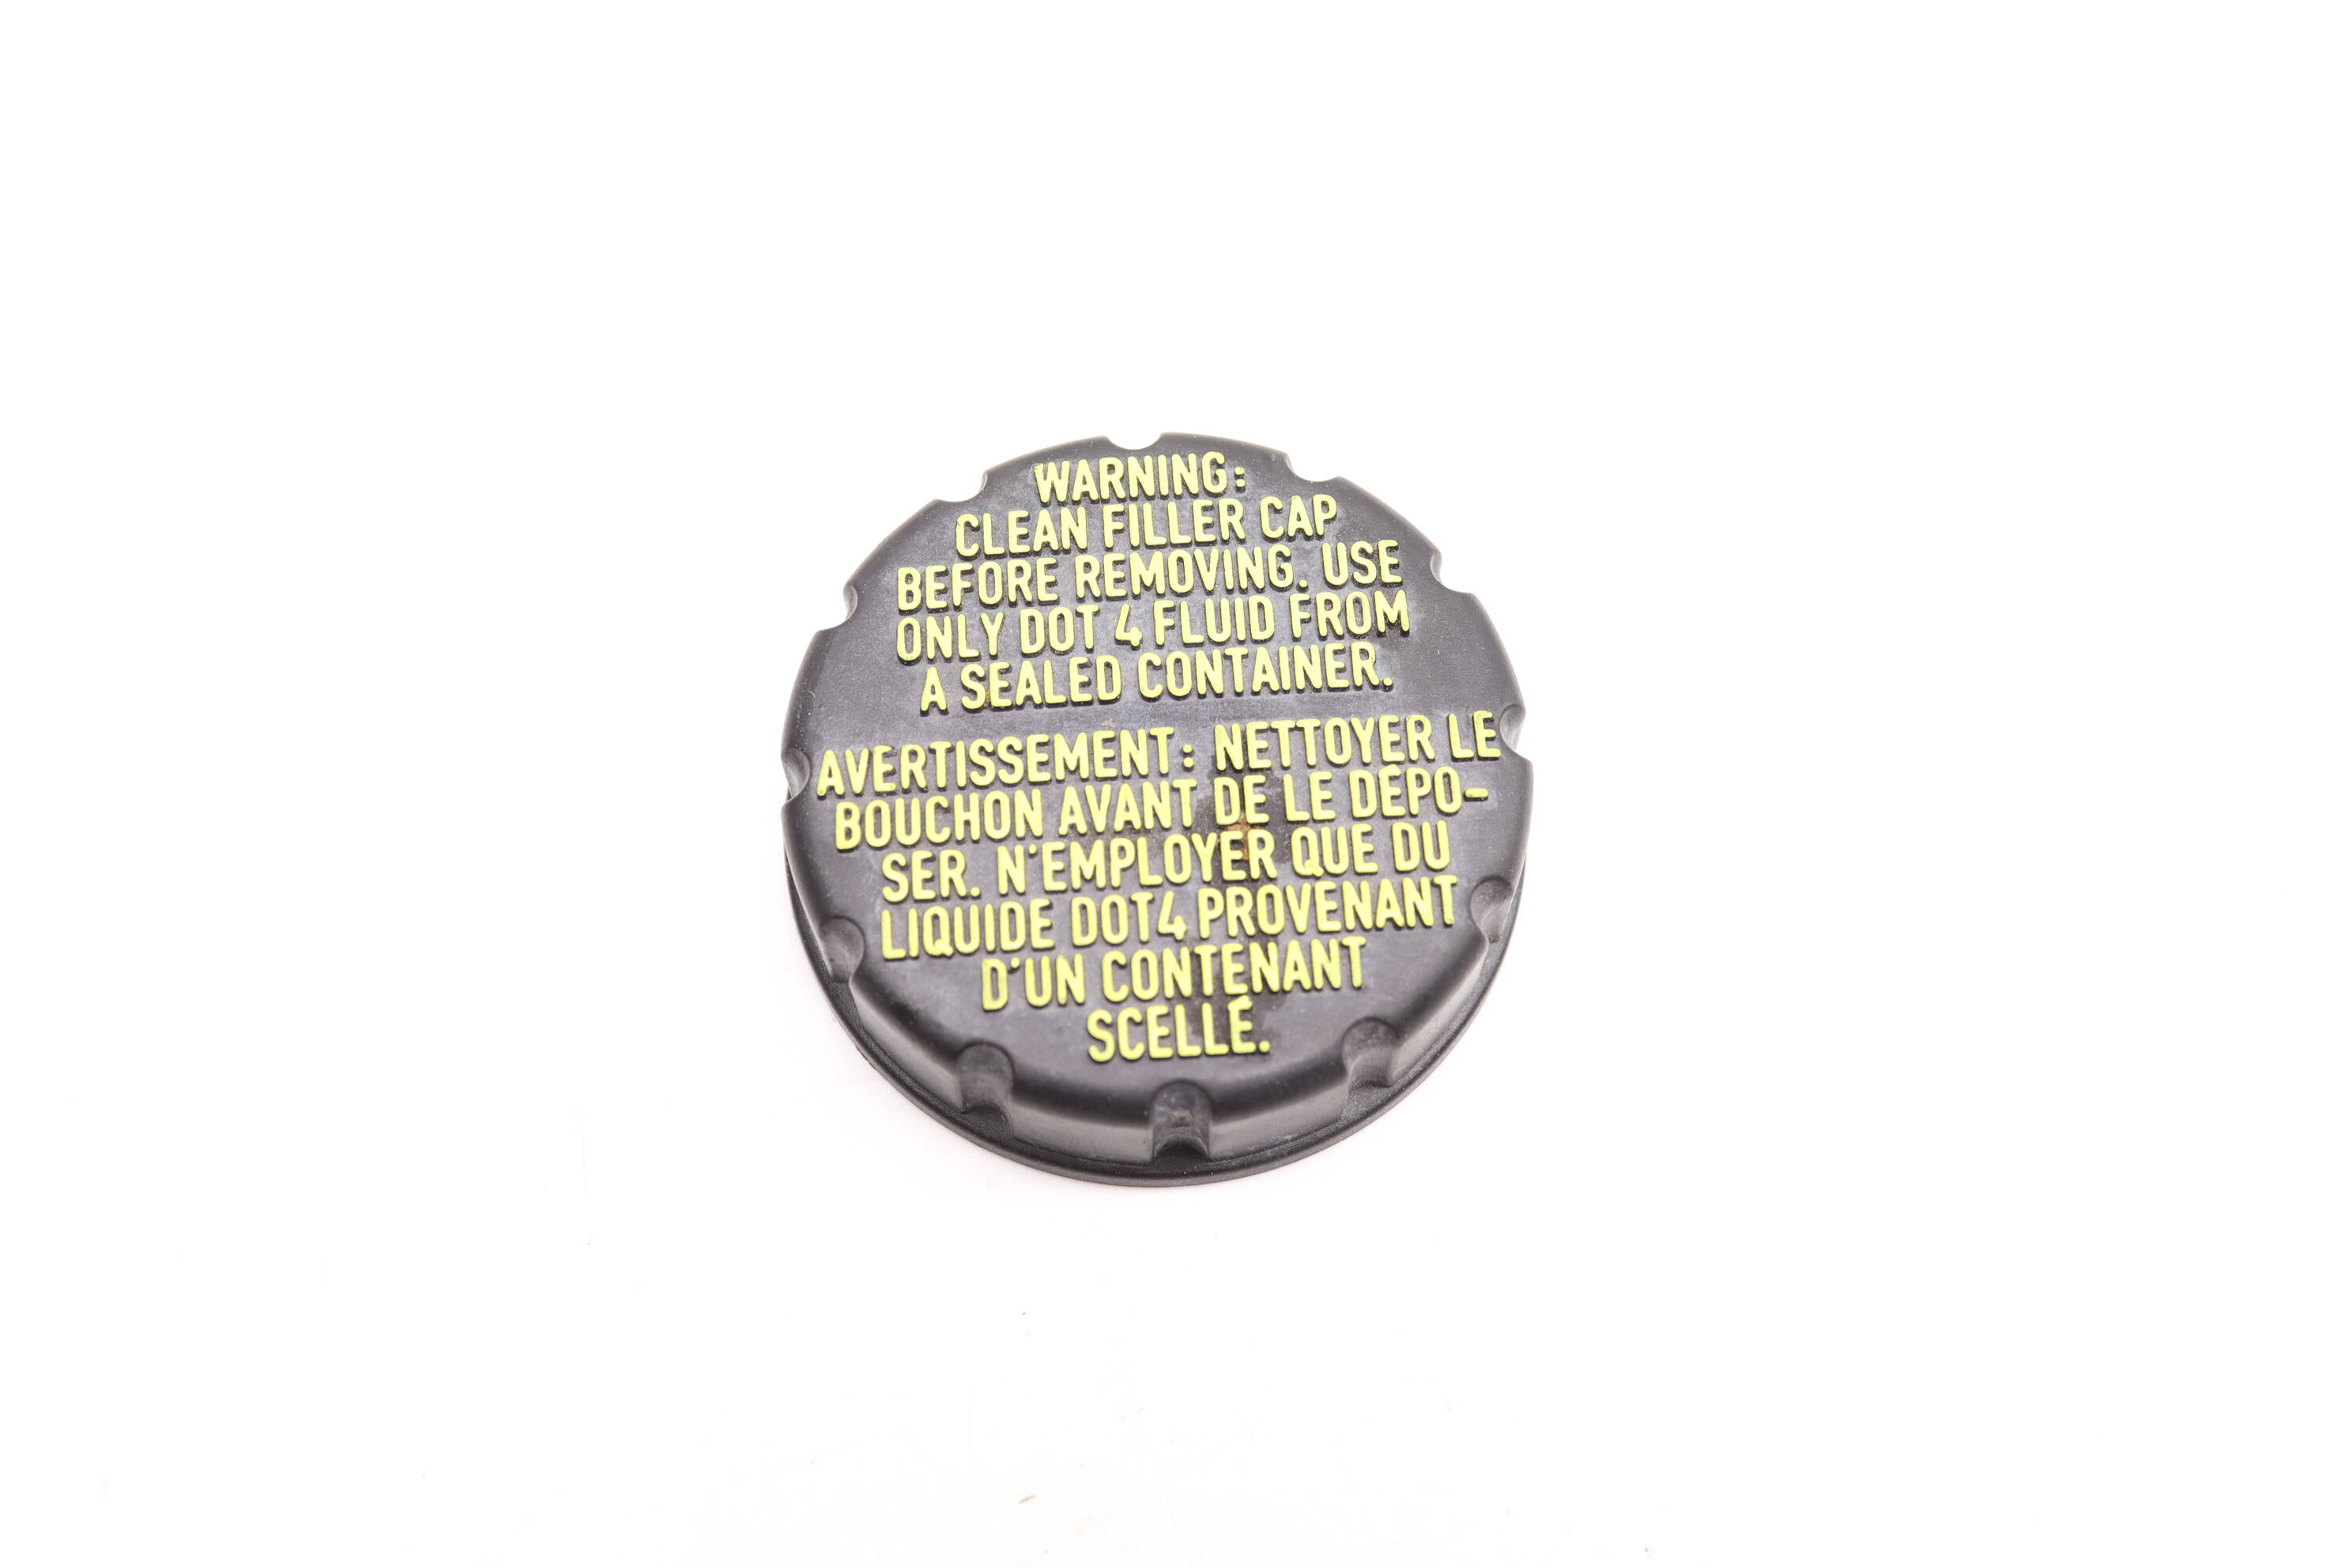 WARNING:
CLEAN FILLER CAP
BEFORE REMOVING. USE
ONLY DOT 4 FLUID FROM
A SEALED CONTAINER.
AVERTISSEMENT: NETTOYER LE
BOUCHON AVANT DE LE DÉPO-
SER. N'EMPLOYER QUE DU
LIQUIDE DOT4 PROVENANT
D'UN CONTENANT
SCELLÉ.